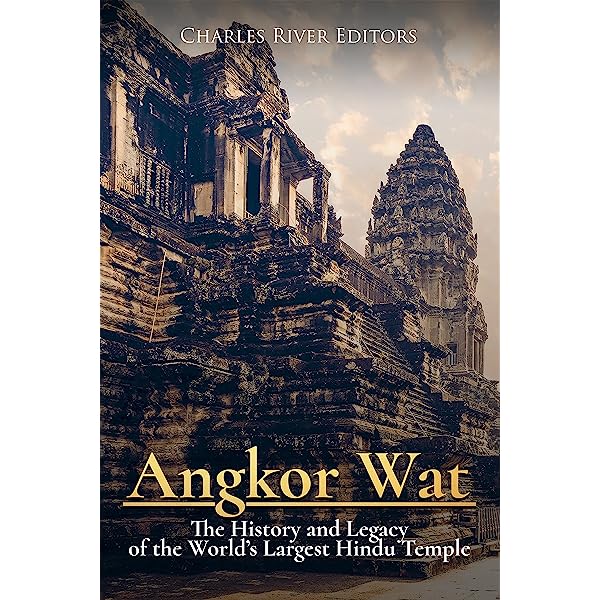 CHARLES RIVER EDITORS
Angkor Wat
The History and Legacy
of the World's Largest Hindu Temple